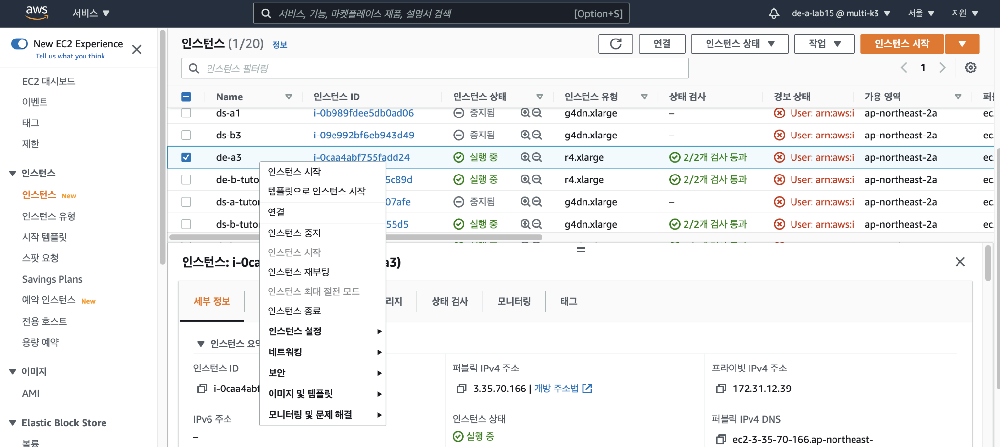 aws
서비스
서비스, 기능, 마켓플레이스 제품, 설명서 검색
[Option+S]
de-a-lab15 @ multi-k3
서울
지원
New EC2 Experience
Tell us what you think
EC2 대시보드
이벤트
태그
제한
인스턴스
인스턴스 New
인스턴스 유형
시작 템플릿
스팟 요청
Savings Plans
예약 인스턴스 New
전용 호스트
용량 예약
이미지
AMI
Elastic Block Store
볼륨
인스턴스 (1/20) 정보
연결
인스턴스 상태
작업
인스턴스 시작
인스턴스 필터링
1
Name 인스턴스 ID 인스턴스 상태 인스턴스 유형 상태 검사 경보 상태 가용 영역 퍼블
ds-a1 i-0b989fdee5db0ad06 중지됨 g4dn.xlarge – User: arn:aws:i ap-northeast-2a ec
ds-b3 i-09e992bf6eb943d49 중지됨 g4dn.xlarge – User: arn:aws:i ap-northeast-2a ec
de-a3 i-0caa4abf755fadd24 실행 중 r4.xlarge 2/2개 검사 통과 User: arn:aws:i ap-northeast-2a ec
de-b-tuto 5c89d 실행 중 r4.xlarge 2/2개 검사 통과 User: arn:aws:i ap-northeast-2a ec
ds-a-tutor 07afe 중지됨 g4dn.xlarge – User: arn:aws:i ap-northeast-2a ec
ds-b-tutor 55d5 실행 중 g4dn.xlarge 2/2개 검사 통과 User: arn:aws:i ap-northeast-2a ec
인스턴스 시작
템플릿으로 인스턴스 시작
연결
인스턴스 중지
인스턴스 시작
인스턴스 재부팅
인스턴스 최대 절전 모드
인스턴스 종료
인스턴스 설정
네트워킹
보안
이미지 및 템플릿
모니터링 및 문제 해결
인스턴스: i-0ca a3)
세부 정보 리지 상태 검사 모니터링 태그
인스턴스 요약
인스턴스 ID
i-0caa4abf
IPv6 주소
–
퍼블릭 IPv4 주소
3.35.70.166 | 개방 주소법
인스턴스 상태
실행 중
프라이빗 IPv4 주소
172.31.12.39
퍼블릭 IPv4 DNS
ec2-3-35-70-166.ap-northeast-